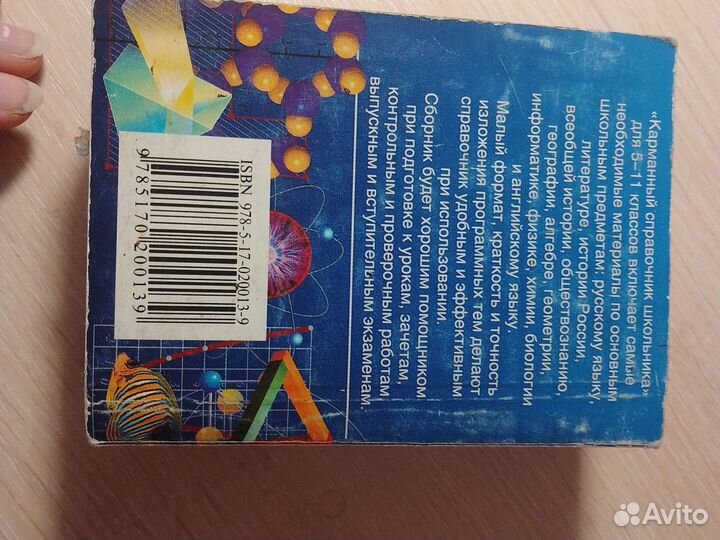 «Карманный справочник школьника»
для 5–11 классов включает самые
необходимые материалы по основным
школьным предметам: русскому языку,
литературе, истории России,
всеобщей истории, обществознанию,
географии, алгебре, геометрии,
информатике, физике, химии, биологии
и английскому языку.
Малый формат, краткость и точность
изложения программных тем делают
справочник удобным и эффективным
при использовании.
Сборник будет хорошим помощником
при подготовке к урокам, зачетам,
контрольным и проверочным работам,
выпускным и вступительным экзаменам.
ISBN 978-5-17-020013-9
9 785170 200139
Avito